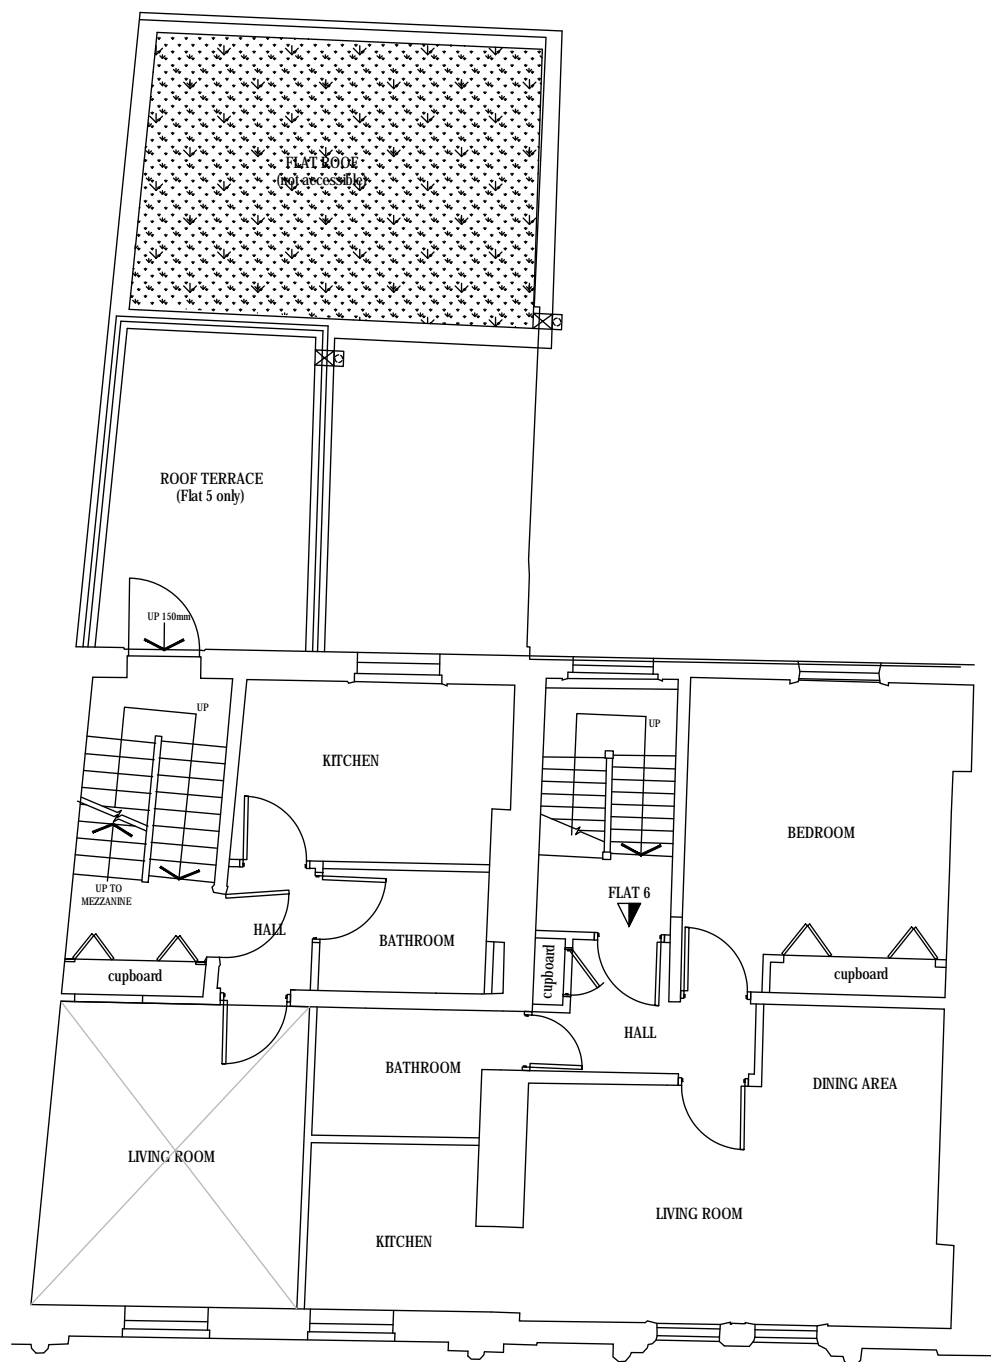 FLAT ROOF
(not accessible)
ROOF TERRACE
(Flat 5 only)
UP 150mm
UP
UP
KITCHEN
BEDROOM
UP TO
MEZZANINE
FLAT 6
HALL
BATHROOM
cupboard
cupboard
cupboard
HALL
BATHROOM
DINING AREA
LIVING ROOM
LIVING ROOM
KITCHEN